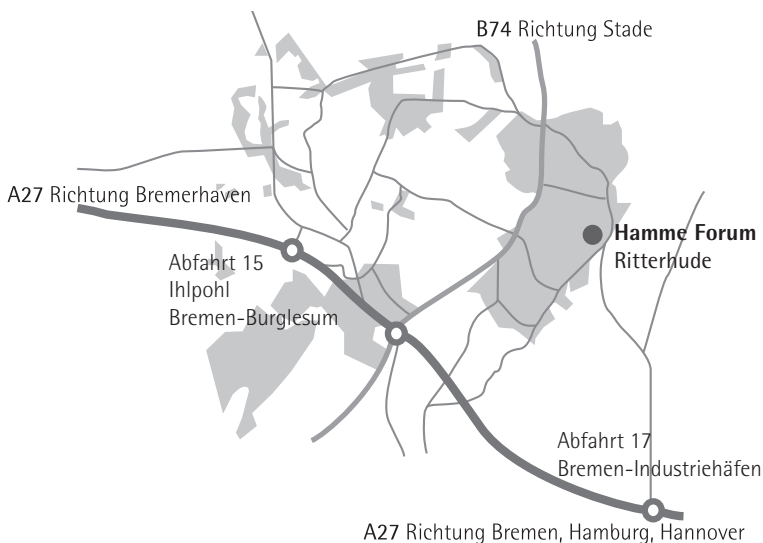 B74 Richtung Stade
A27 Richtung Bremerhaven
Hamme Forum
Ritterhude
Abfahrt 15
Ihlpohl
Bremen-Burglesum
Abfahrt 17
Bremen-Industriehäfen
A27 Richtung Bremen, Hamburg, Hannover